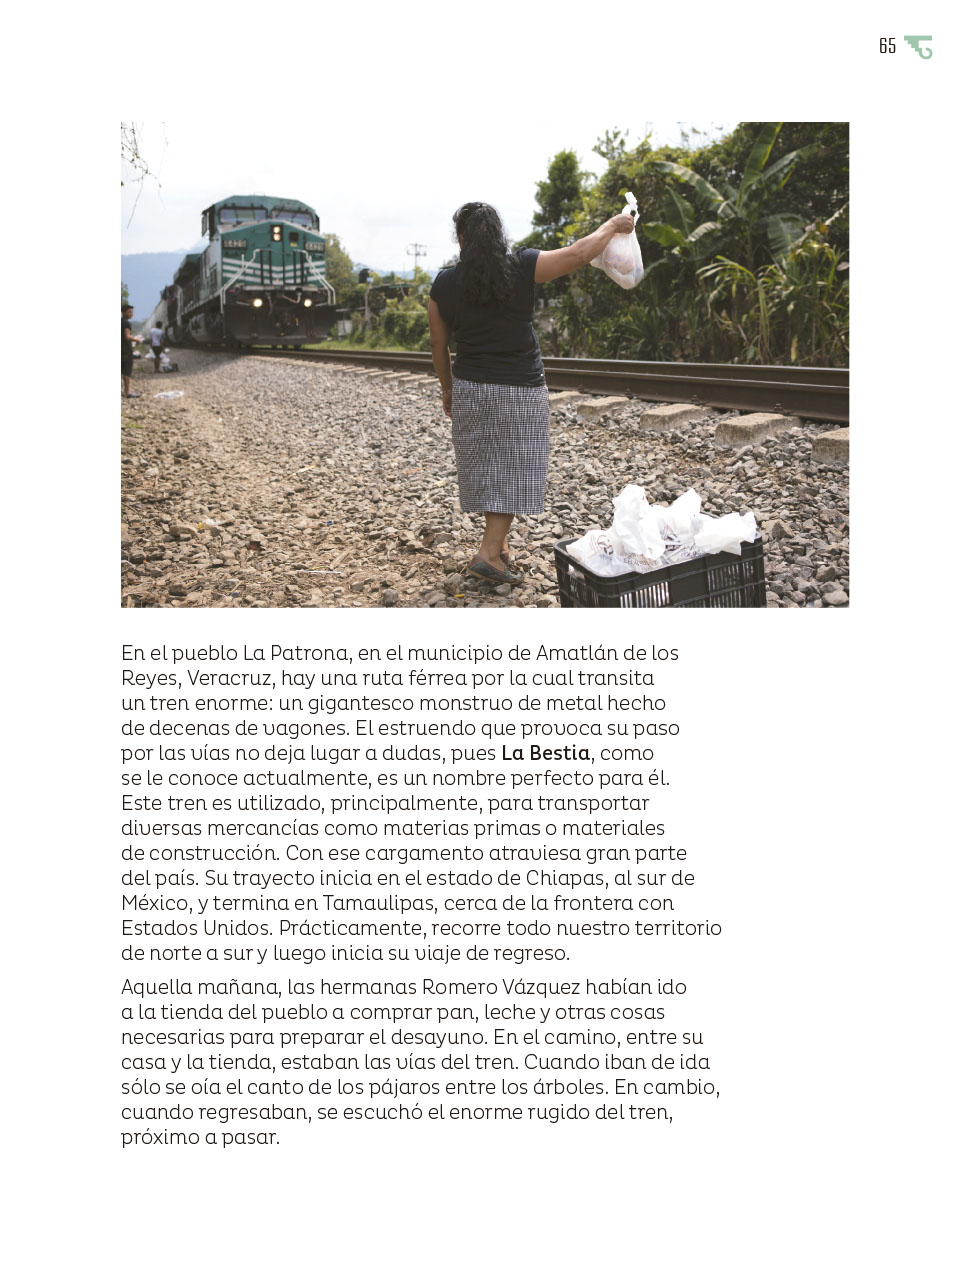 65
En el pueblo La Patrona, en el municipio de Amatlán de los
Reyes, Veracruz, hay una ruta férrea por la cual transita
un tren enorme: un gigantesco monstruo de metal hecho
de decenas de vagones. El estruendo que provoca su paso
por las vías no deja lugar a dudas, pues La Bestia, como
se le conoce actualmente, es un nombre perfecto para él.
Este tren es utilizado, principalmente, para transportar
diversas mercancías como materias primas o materiales
de construcción. Con ese cargamento atraviesa gran parte
del país. Su trayecto inicia en el estado de Chiapas, al sur de
México, y termina en Tamaulipas, cerca de la frontera con
Estados Unidos. Prácticamente, recorre todo nuestro territorio
de norte a sur y luego inicia su viaje de regreso.
Aquella mañana, las hermanas Romero Vázquez habían ido
a la tienda del pueblo a comprar pan, leche y otras cosas
necesarias para preparar el desayuno. En el camino, entre su
casa y la tienda, estaban las vías del tren. Cuando iban de ida
sólo se oía el canto de los pájaros entre los árboles. En cambio,
cuando regresaban, se escuchó el enorme rugido del tren,
próximo a pasar.